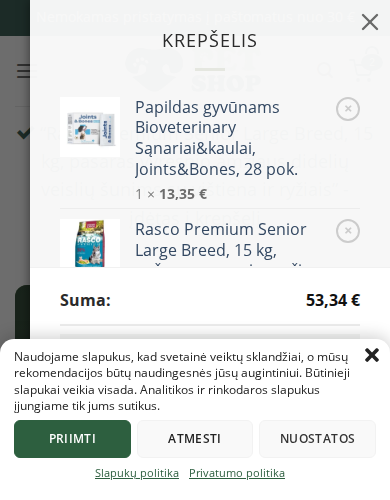 KREPŠELIS
Papildas gyvūnams
Bioveterinary
Sąnariai&kaulai,
Joints&Bones, 28 pok.
1 × 13,35 €
Rasco Premium Senior
Large Breed, 15 kg,
Suma: 53,34 €
Naudojame slapukus, kad svetainė veiktų sklandžiai, o mūsų
rekomendacijos būtų naudingesnės jūsų augintiniui. Būtinieji
slapukai veikia visada. Analitikos ir rinkodaros slapukus
įjungiame tik jums sutikus.
PRIIMTI ATMESTI NUOSTATOS
Slapukų politika Privatumo politika